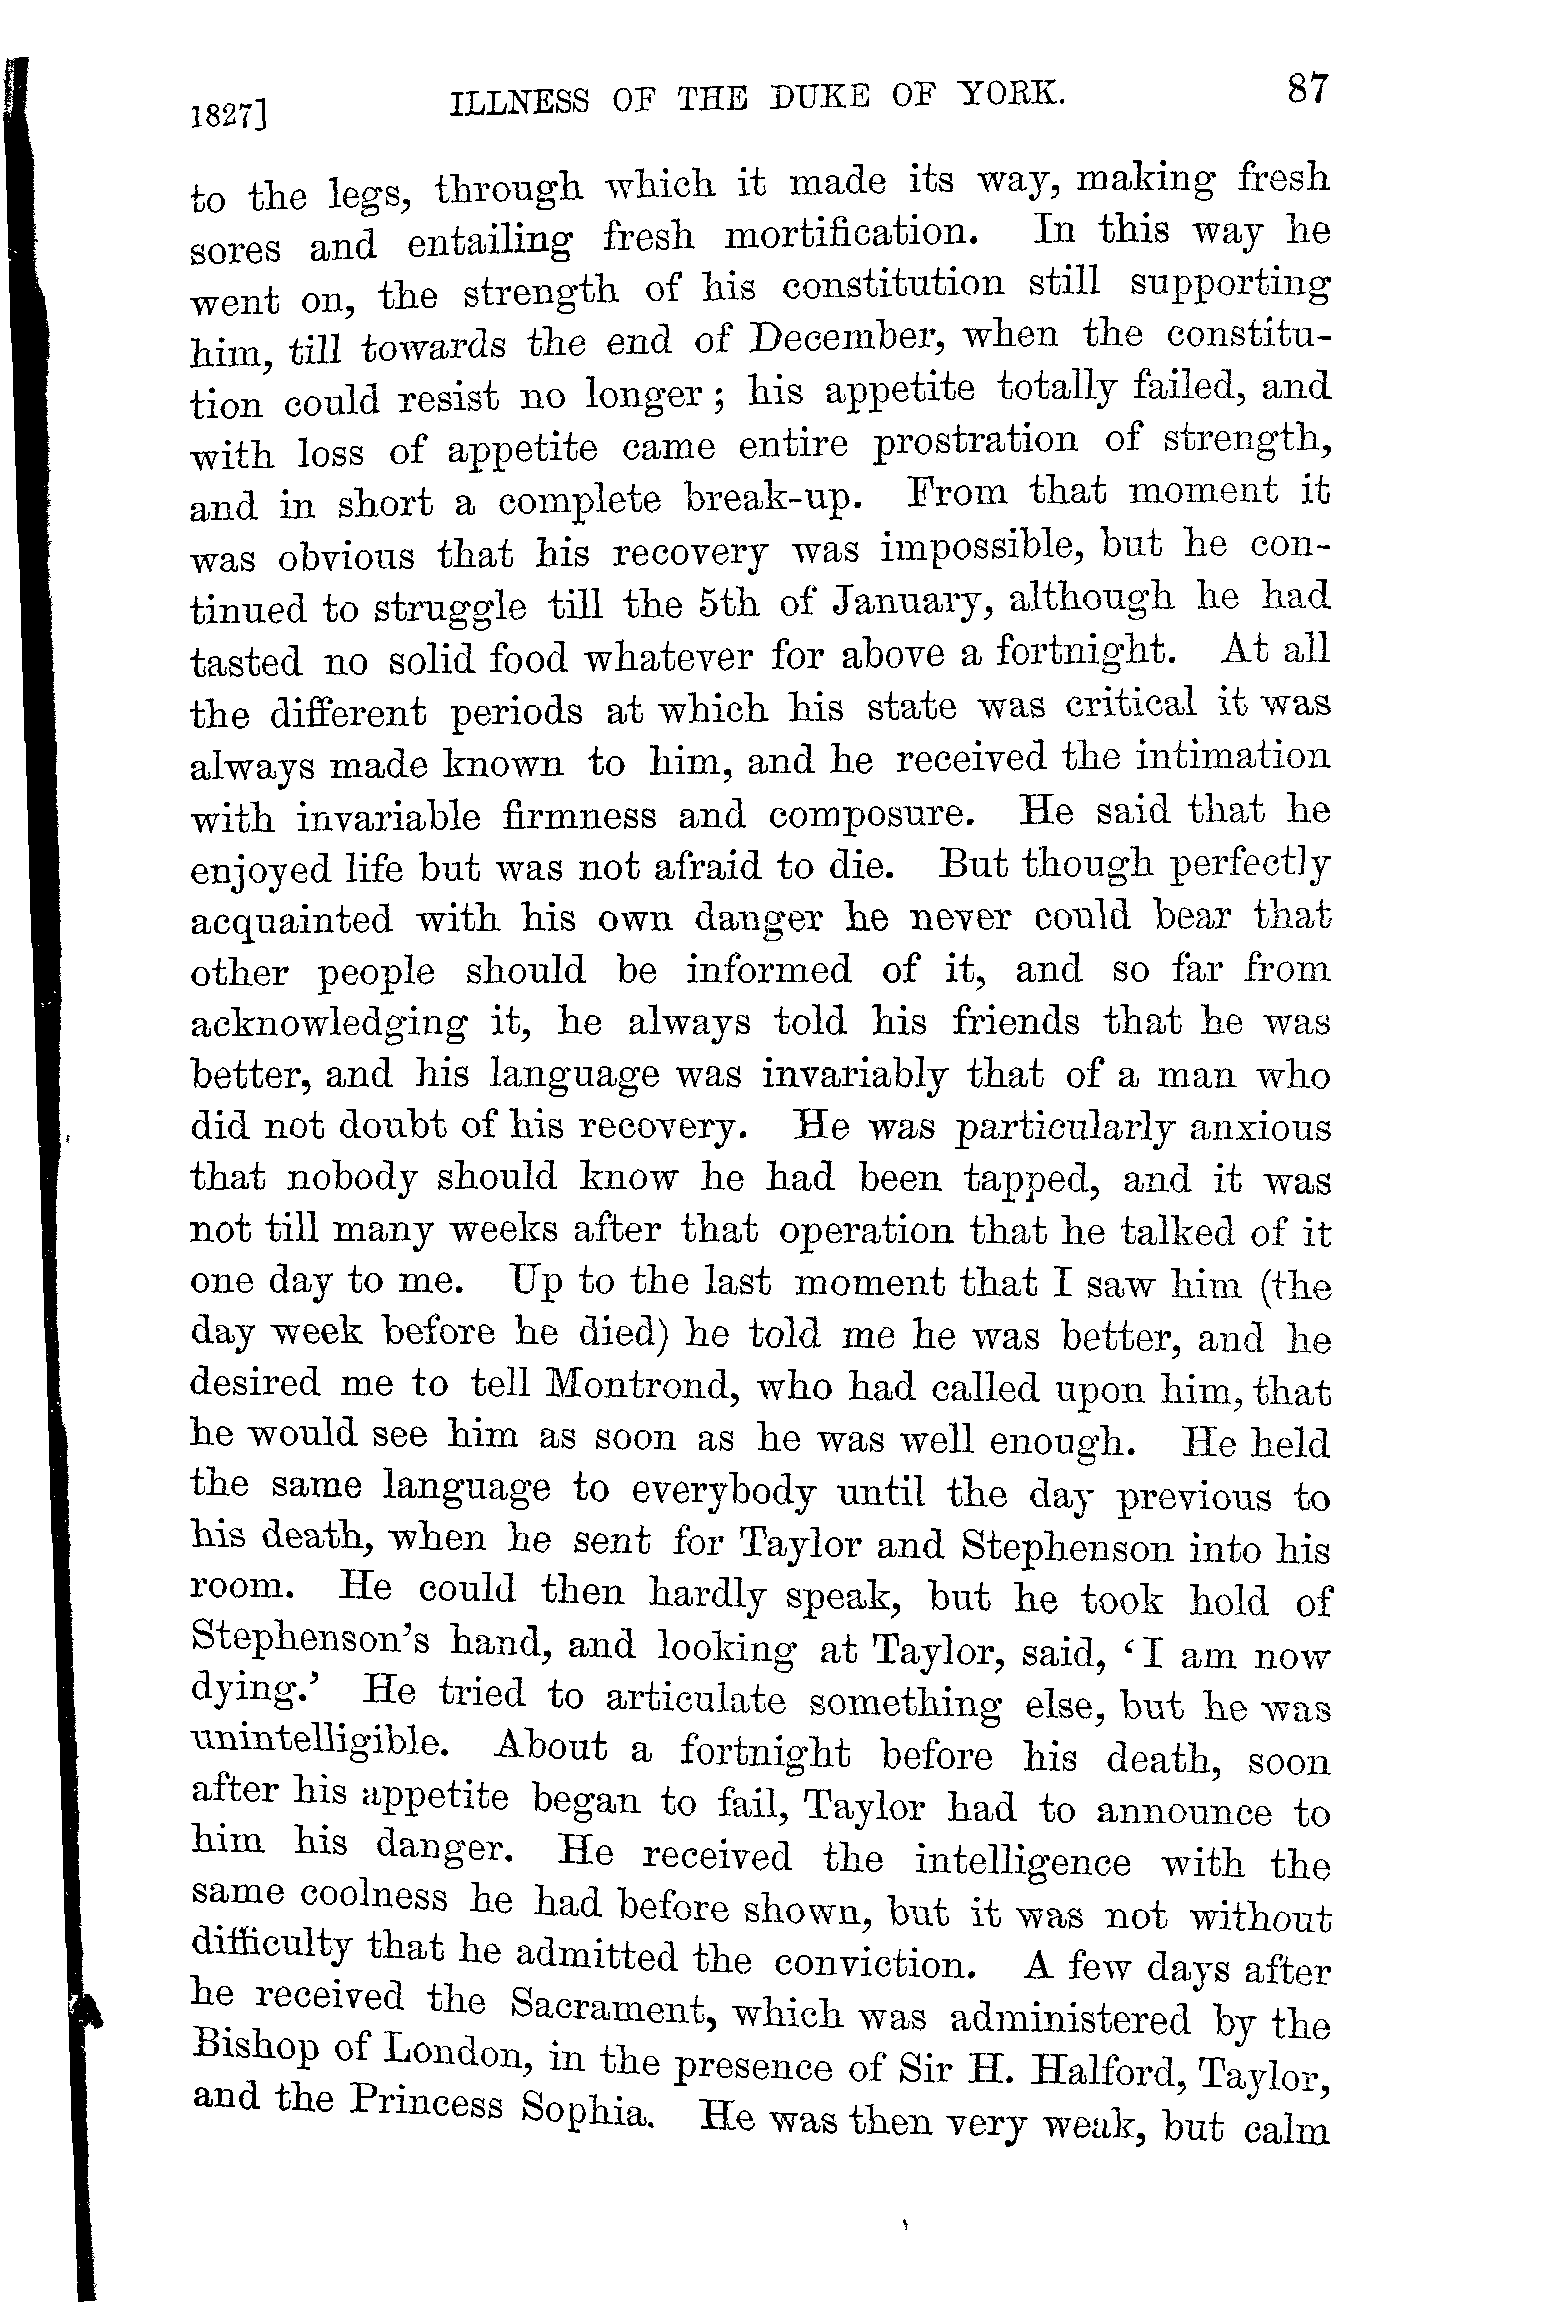 1827] ILLNESS OF THE DUKE OF YORK. 87
to the legs, through which it made its way, making fresh
sores and entailing fresh mortification. In this way he
went on, the strength of his constitution still supporting
him, till towards the end of December, when the constitu-
tion could resist no longer; his appetite totally failed, and
with loss of appetite came entire prostration of strength,
and in short a complete break-up. From that moment it
was obvious that his recovery was impossible, but he con-
tinued to struggle till the 5th of January, although he had
tasted no solid food whatever for above a fortnight. At all
the different periods at which his state was critical it was
always made known to him, and he received the intimation
with invariable firmness and composure. He said that he
enjoyed life but was not afraid to die. But though perfectly
acquainted with his own danger he never could bear that
other people should be informed of it, and so far from
acknowledging it, he always told his friends that he was
better, and his language was invariably that of a man who
did not doubt of his recovery. He was particularly anxious
that nobody should know he had been tapped, and it was
not till many weeks after that operation that he talked of it
one day to me. Up to the last moment that I saw him (the
day week before he died) he told me he was better, and he
desired me to tell Montrond, who had called upon him, that
he would see him as soon as he was well enough. He held
the same language to everybody until the day previous to
his death, when he sent for Taylor and Stephenson into his
room. He could then hardly speak, but he took hold of
Stephenson's hand, and looking at Taylor, said, ‘I am now
dying.’ He tried to articulate something else, but he was
unintelligible. About a fortnight before his death, soon
after his appetite began to fail, Taylor had to announce to
him his danger. He received the intelligence with the
same coolness he had before shown, but it was not without
difficulty that he admitted the conviction. A few days after
he received the Sacrament, which was administered by the
Bishop of London, in the presence of Sir H. Halford, Taylor,
and the Princess Sophia. He was then very weak, but calm